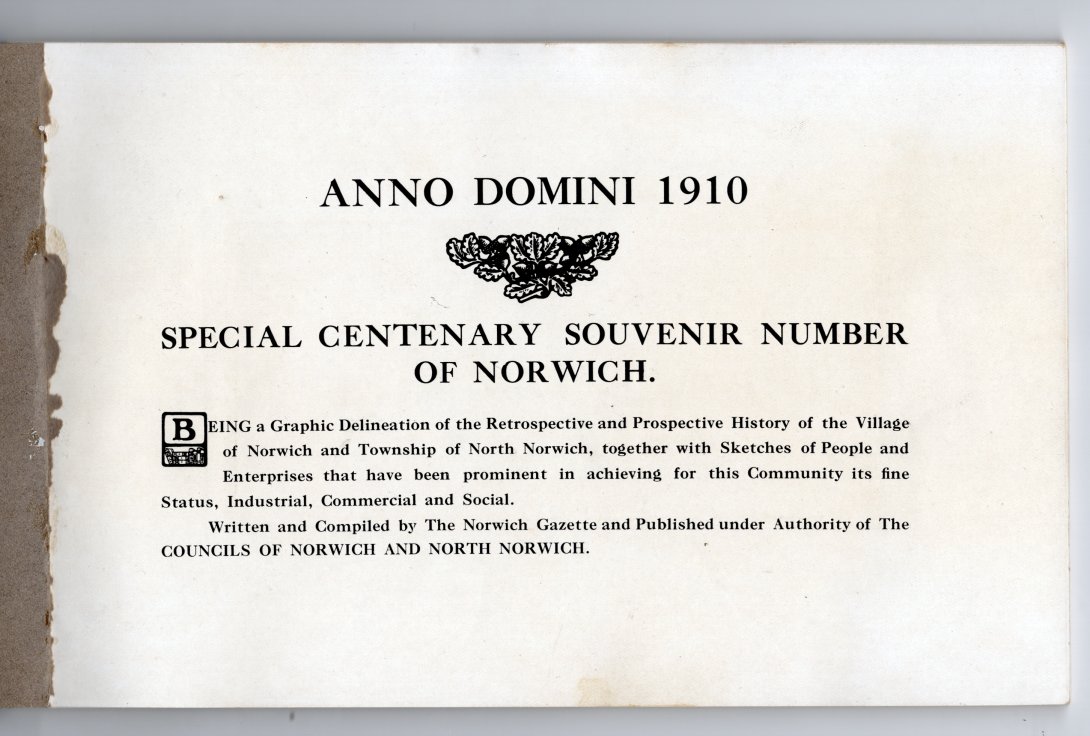 ANNO DOMINI 1910
SPECIAL CENTENARY SOUVENIR NUMBER
OF NORWICH.
BEING a Graphic Delineation of the Retrospective and Prospective History of the Village
of Norwich and Township of North Norwich, together with Sketches of People and
Enterprises that have been prominent in achieving for this Community its fine
Status, Industrial, Commercial and Social.
Written and Compiled by The Norwich Gazette and Published under Authority of The
COUNCILS OF NORWICH AND NORTH NORWICH.